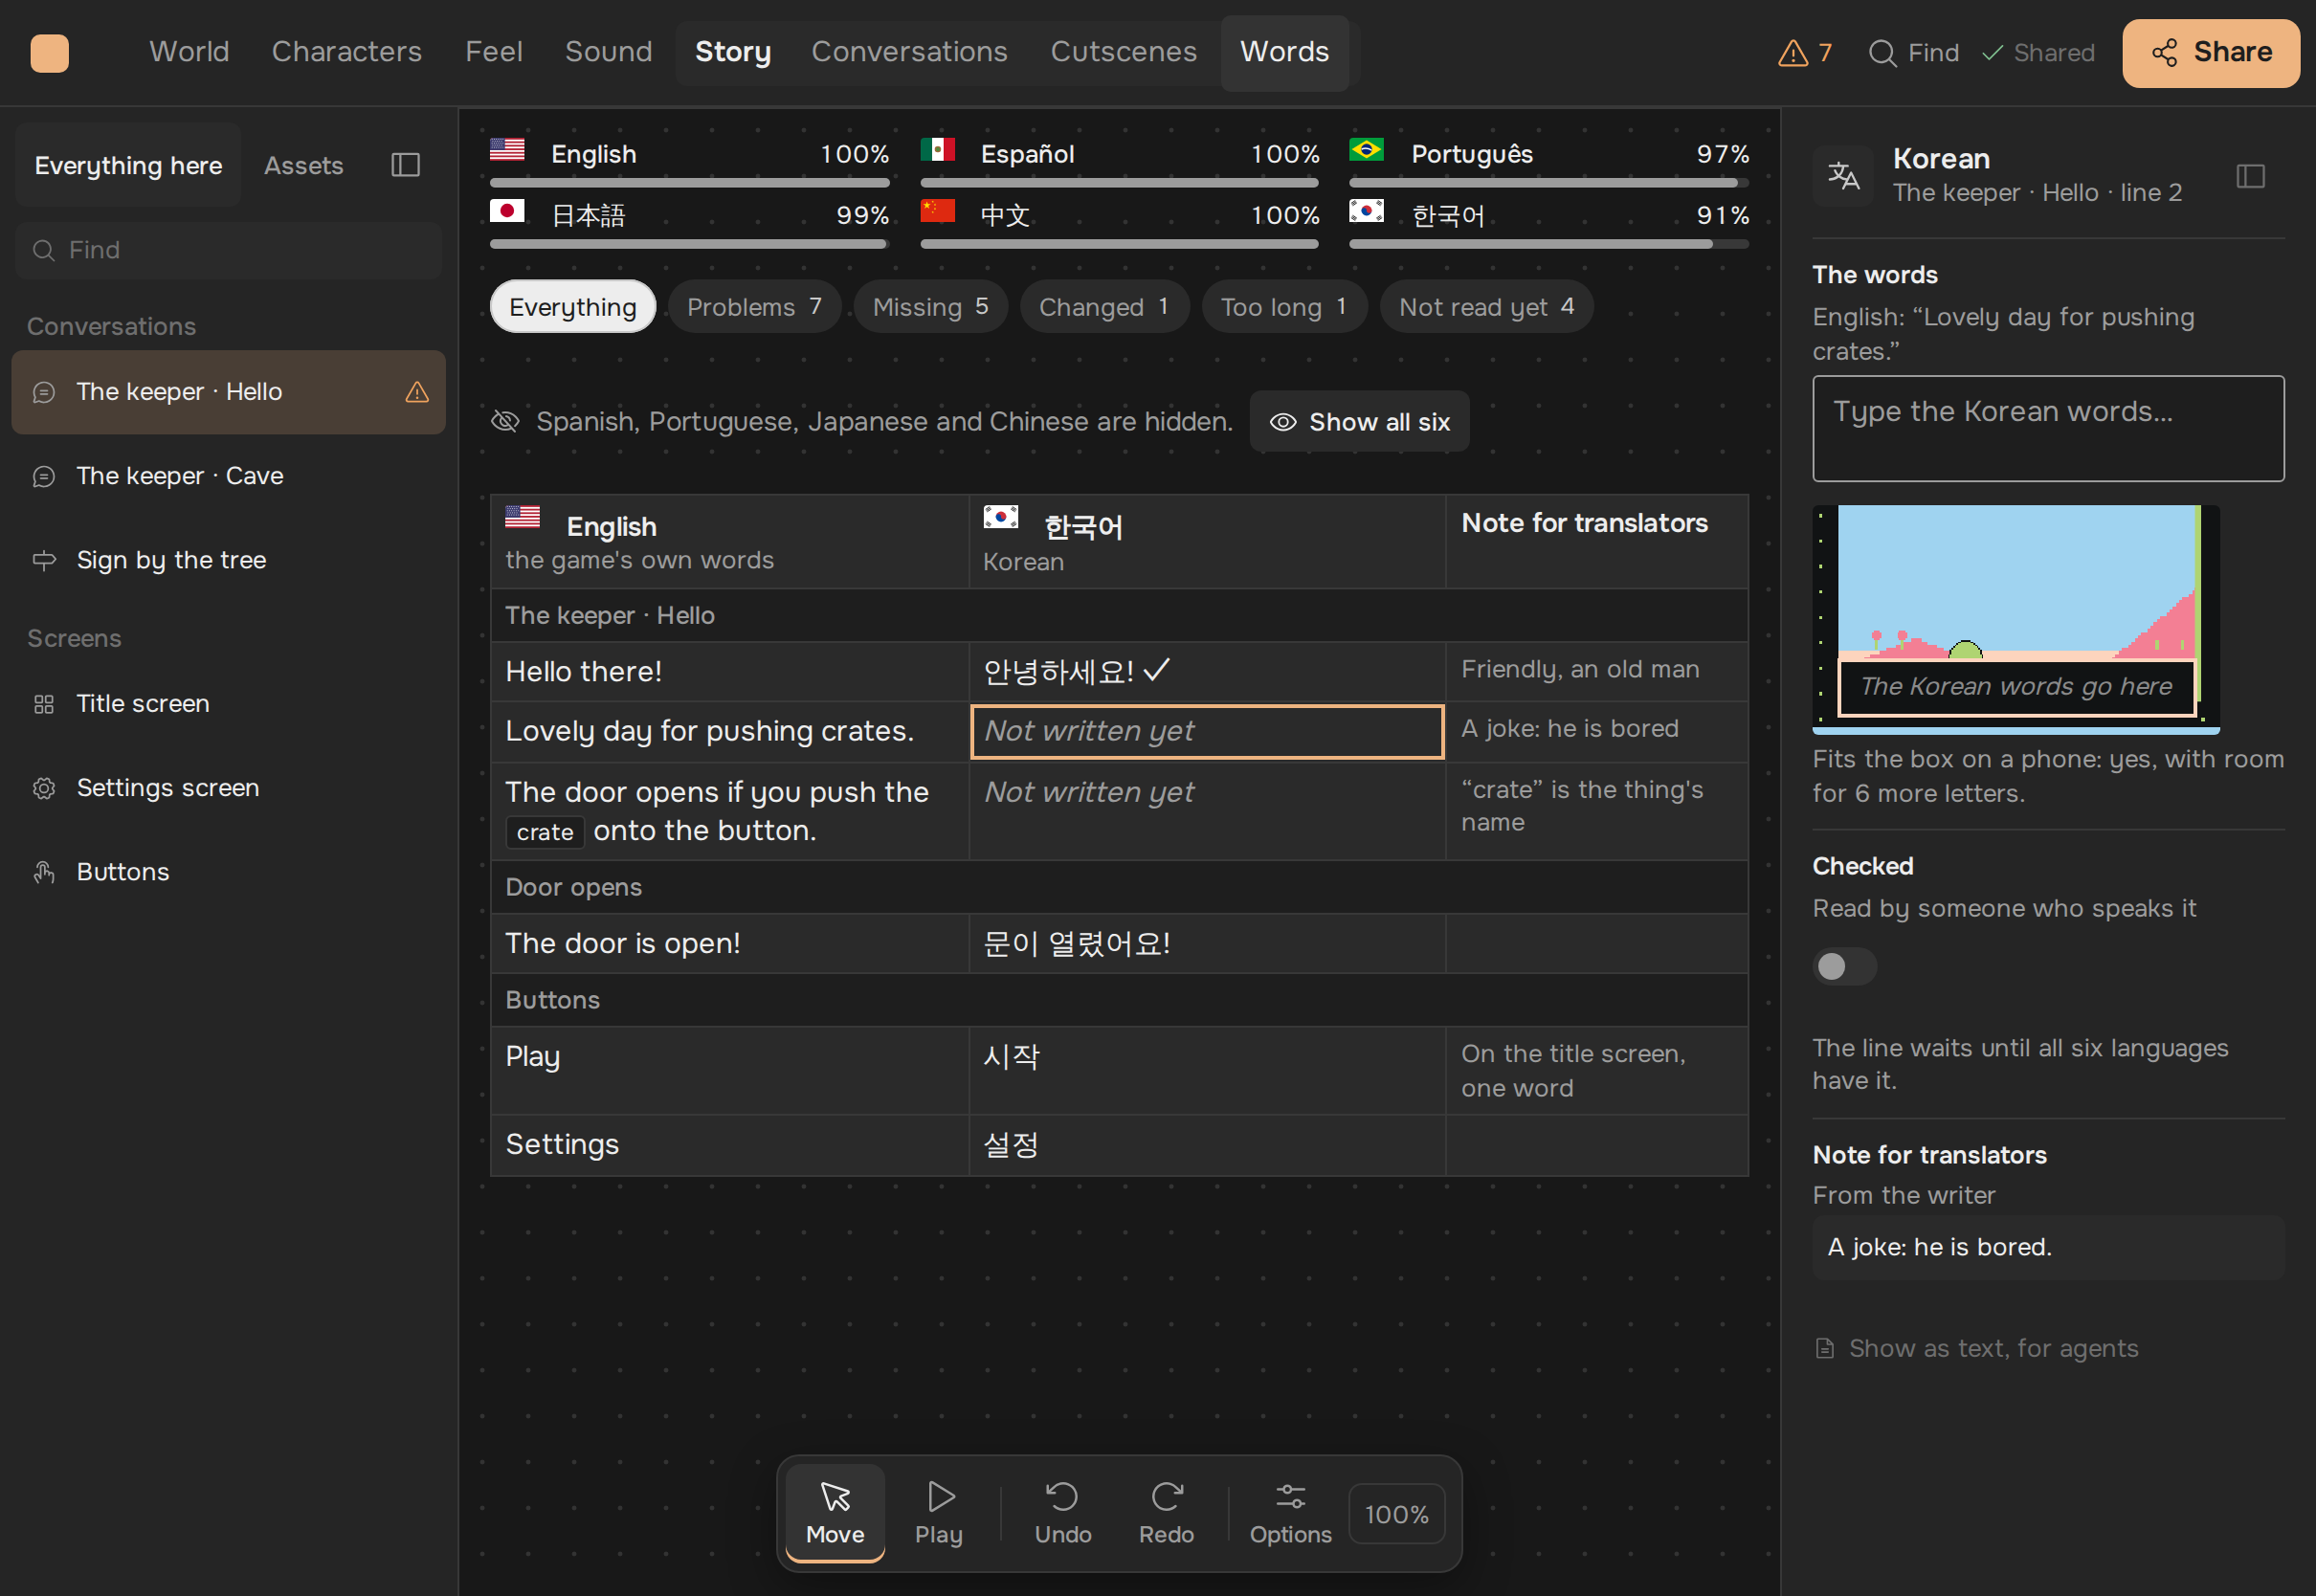 World Characters Feel Sound Story Conversations Cutscenes Words 7 Find Shared Share
Everything here Assets
Find
Conversations
The keeper · Hello
The keeper · Cave
Sign by the tree
Screens
Title screen
Settings screen
Buttons
English 100% Español 100% Português 97%
日本語 99% 中文 100% 한국어 91%
Everything Problems 7 Missing 5 Changed 1 Too long 1 Not read yet 4
Spanish, Portuguese, Japanese and Chinese are hidden. Show all six
English 한국어 Note for translators
the game's own words Korean
The keeper · Hello
Hello there! 안녕하세요! Friendly, an old man
Lovely day for pushing crates. Not written yet A joke: he is bored
The door opens if you push the Not written yet “crate” is the thing's
crate onto the button. name
Door opens
The door is open! 문이 열렸어요!
Buttons
Play 시작 On the title screen,
one word
Settings 설정
Move Play Undo Redo Options 100%
Korean
The keeper · Hello · line 2
The words
English: “Lovely day for pushing
crates.”
Type the Korean words...
The Korean words go here
Fits the box on a phone: yes, with room
for 6 more letters.
Checked
Read by someone who speaks it
The line waits until all six languages
have it.
Note for translators
From the writer
A joke: he is bored.
Show as text, for agents